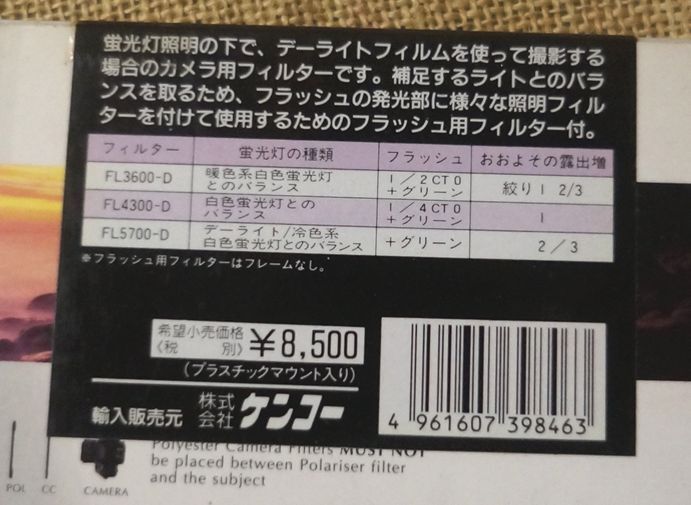 蛍光灯照明の下で、デーライトフィルムを使って撮影する
場合のカメラ用フィルターです。補足するライトとのバラ
ンスを取るため、フラッシュの発光部に様々な照明フィル
ターを付けて使用するためのフラッシュ用フィルター付。
フィルター 蛍光灯の種類 フラッシュ おおよその露出増
FL3600-D 暖色系白色蛍光灯とのバランス 1/2CTO+グリーン 絞り1 2/3
FL4300-D 白色蛍光灯とのバランス 1/4CTO+グリーン 1
FL5700-D デーライト/冷色系白色蛍光灯とのバランス +グリーン 2/3
※フラッシュ用フィルターはフレームなし。
希望小売価格
〈税別〉 ¥8,500
(プラスチックマウント入り)
輸入販売元 株式会社 ケンコー
4 961607 398463
Polyester Camera Filters MUST NOT
be placed between Polariser filter
and the subject
POL CC CAMERA